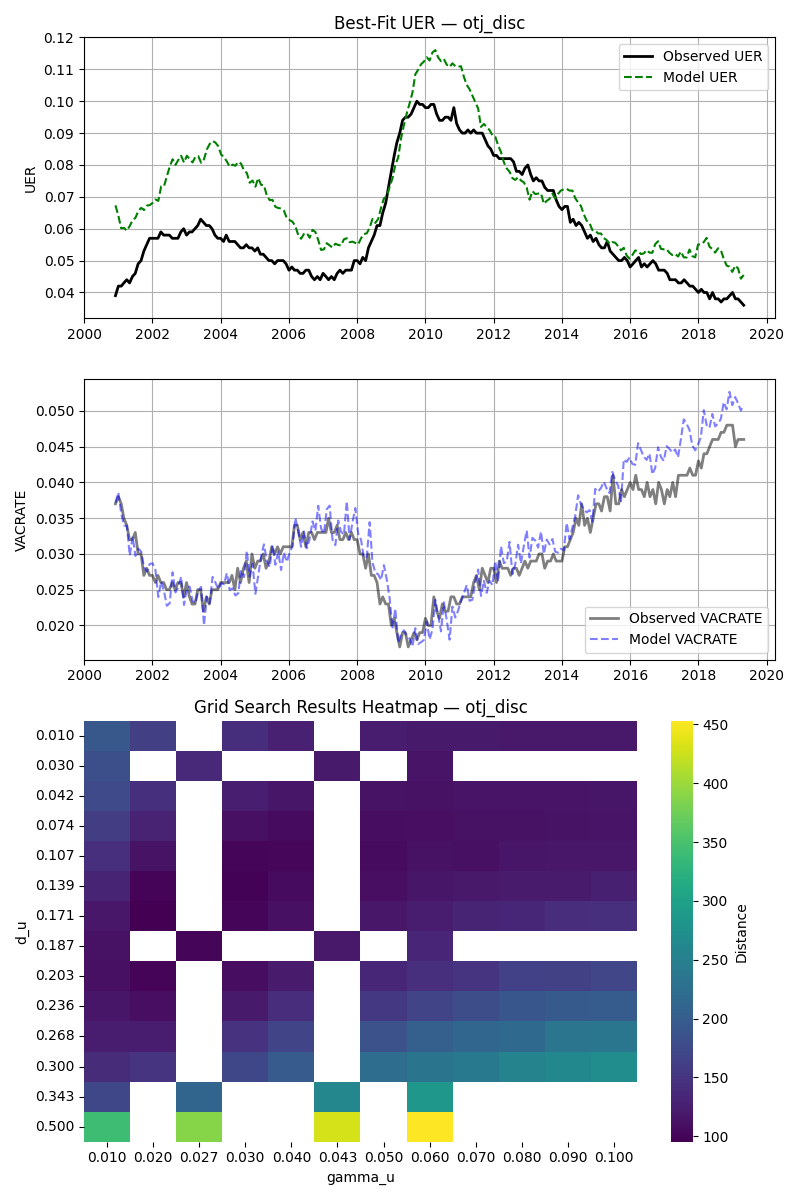 Best-Fit UER — otj_disc
UER
0.12
0.11
0.10
0.09
0.08
0.07
0.06
0.05
0.04
Observed UER
Model UER
2000 2002 2004 2006 2008 2010 2012 2014 2016 2018 2020
VACRATE
0.050
0.045
0.040
0.035
0.030
0.025
0.020
Observed VACRATE
Model VACRATE
2000 2002 2004 2006 2008 2010 2012 2014 2016 2018 2020
Grid Search Results Heatmap — otj_disc
d_u
0.010
0.030
0.042
0.074
0.107
0.139
0.171
0.187
0.203
0.236
0.268
0.300
0.343
0.500
0.010 0.020 0.027 0.030 0.040 0.043 0.050 0.060 0.070 0.080 0.090 0.100
gamma_u
450
400
350
300
250
200
150
100
Distance